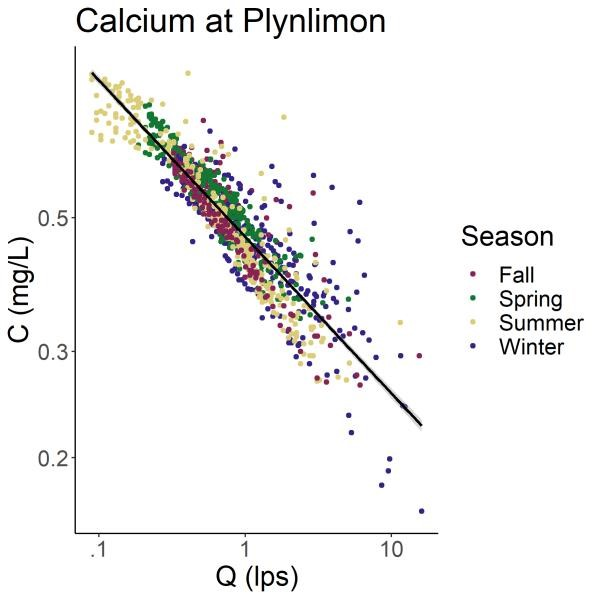 Calcium at Plynlimon
C (mg/L)
0.5
0.3
0.2
.1
1
10
Q (lps)
Season
Fall
Spring
Summer
Winter